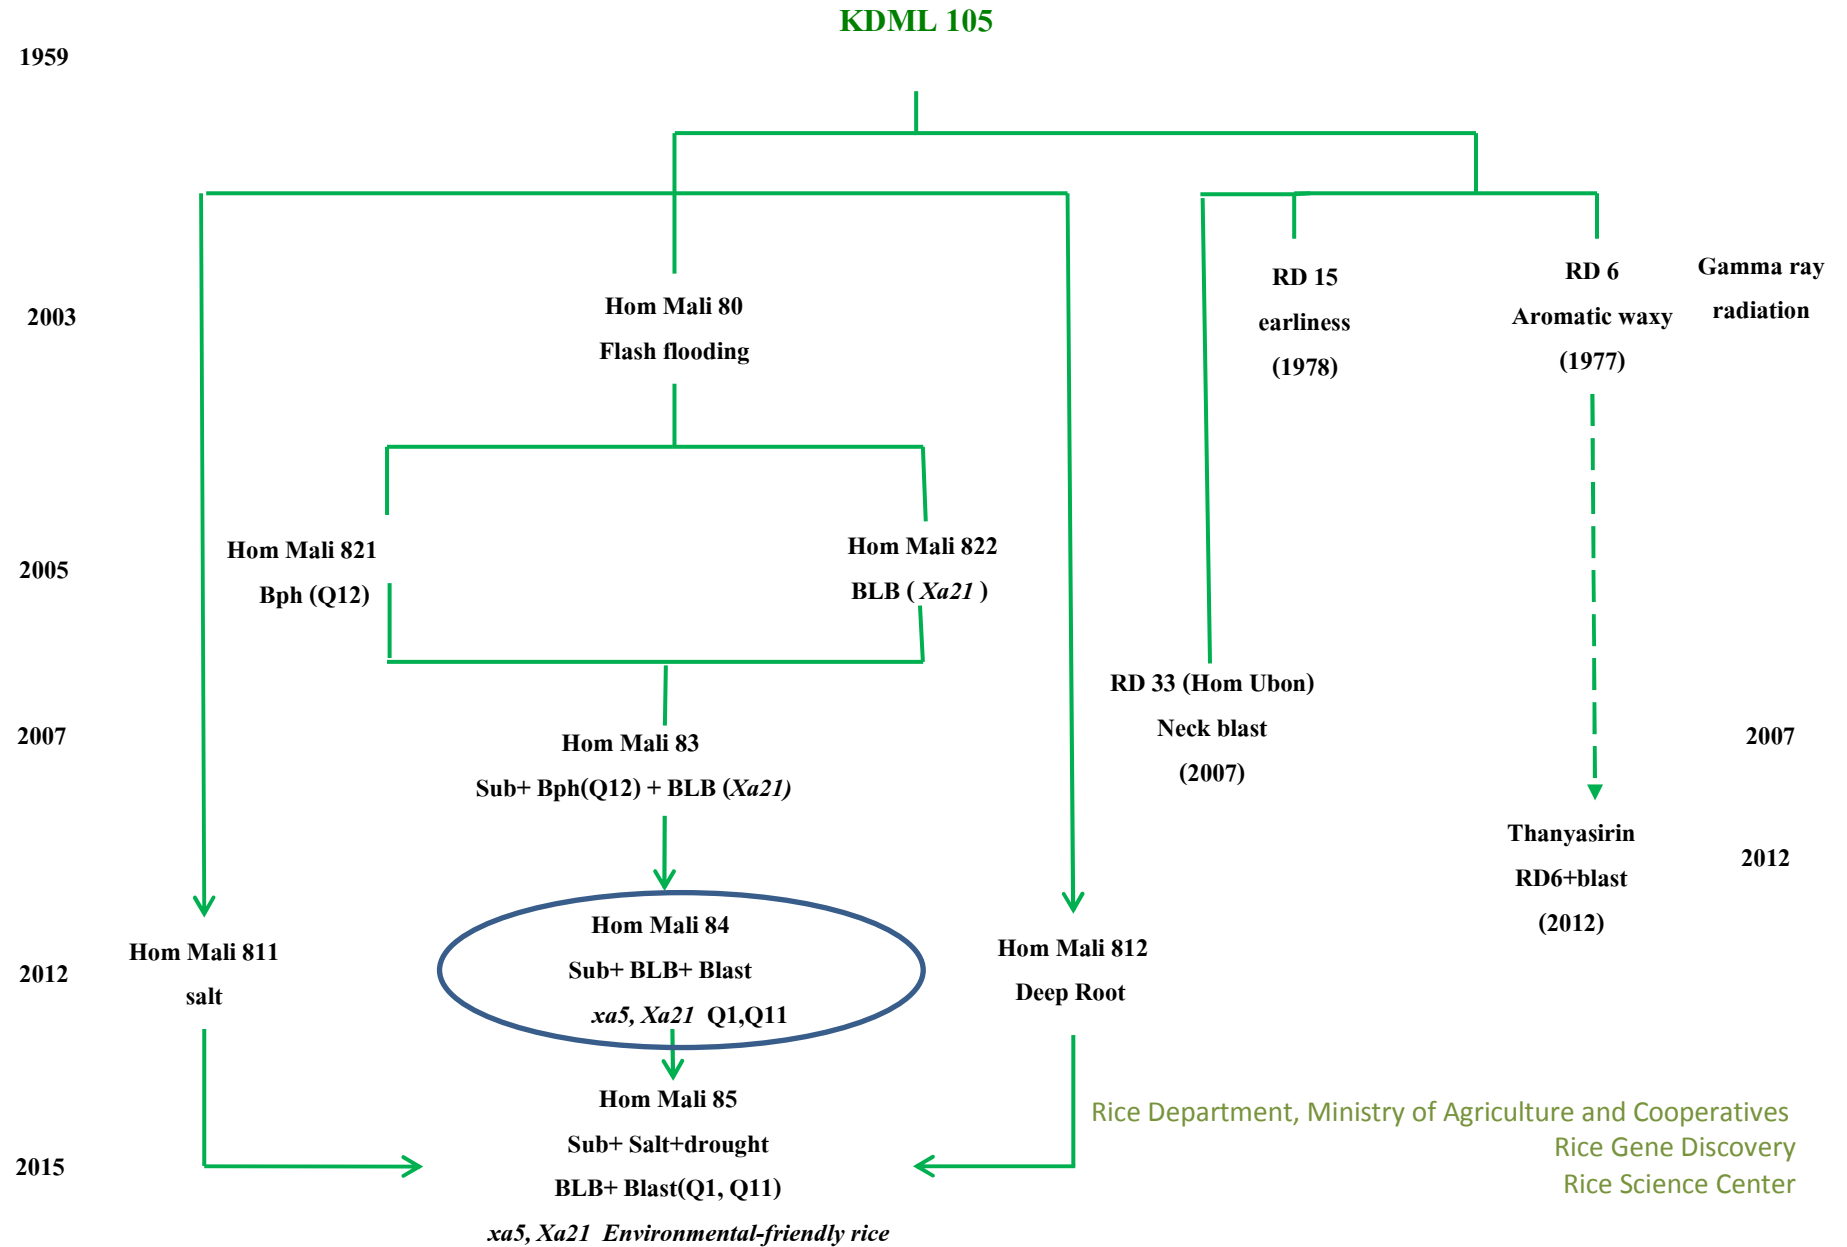 KDML 105
1959
RD 15
earliness
(1978)
RD 6
Aromatic waxy
(1977)
Gamma ray
radiation
2003
Hom Mali 80
Flash flooding
2005
Hom Mali 821
Bph (Q12)
Hom Mali 822
BLB ( Xa21 )
RD 33 (Hom Ubon)
Neck blast
(2007)
2007
Hom Mali 83
Sub+ Bph(Q12) + BLB (Xa21)
2007
Thanyasirin
RD6+blast
(2012)
2012
2012
Hom Mali 811
salt
Hom Mali 84
Sub+ BLB+ Blast
xa5, Xa21 Q1,Q11
Hom Mali 812
Deep Root
2015
Hom Mali 85
Sub+ Salt+drought
BLB+ Blast(Q1, Q11)
xa5, Xa21 Environmental-friendly rice
Rice Department, Ministry of Agriculture and Cooperatives
Rice Gene Discovery
Rice Science Center